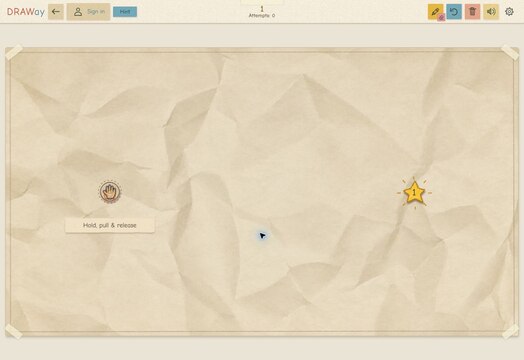 DRAWay
Sign in
Hint
1
Attempts: 0
1
Hold, pull & release